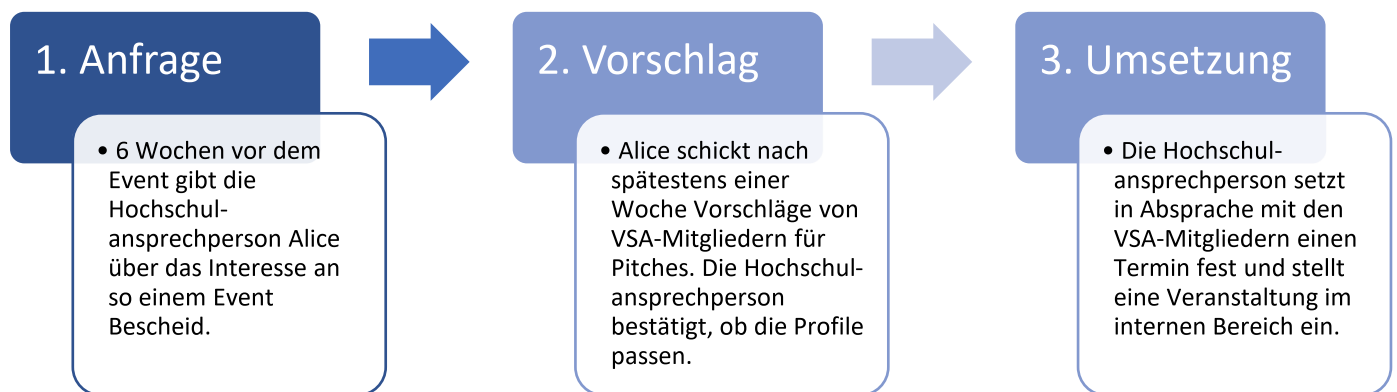 1. Anfrage
• 6 Wochen vor dem
Event gibt die
Hochschul-
ansprechperson Alice
über das Interesse an
so einem Event
Bescheid.
2. Vorschlag
• Alice schickt nach
spätestens einer
Woche Vorschläge von
VSA-Mitgliedern für
Pitches. Die Hochschul-
ansprechperson
bestätigt, ob die Profile
passen.
3. Umsetzung
• Die Hochschul-
ansprechperson setzt
in Absprache mit den
VSA-Mitgliedern einen
Termin fest und stellt
eine Veranstaltung im
internen Bereich ein.